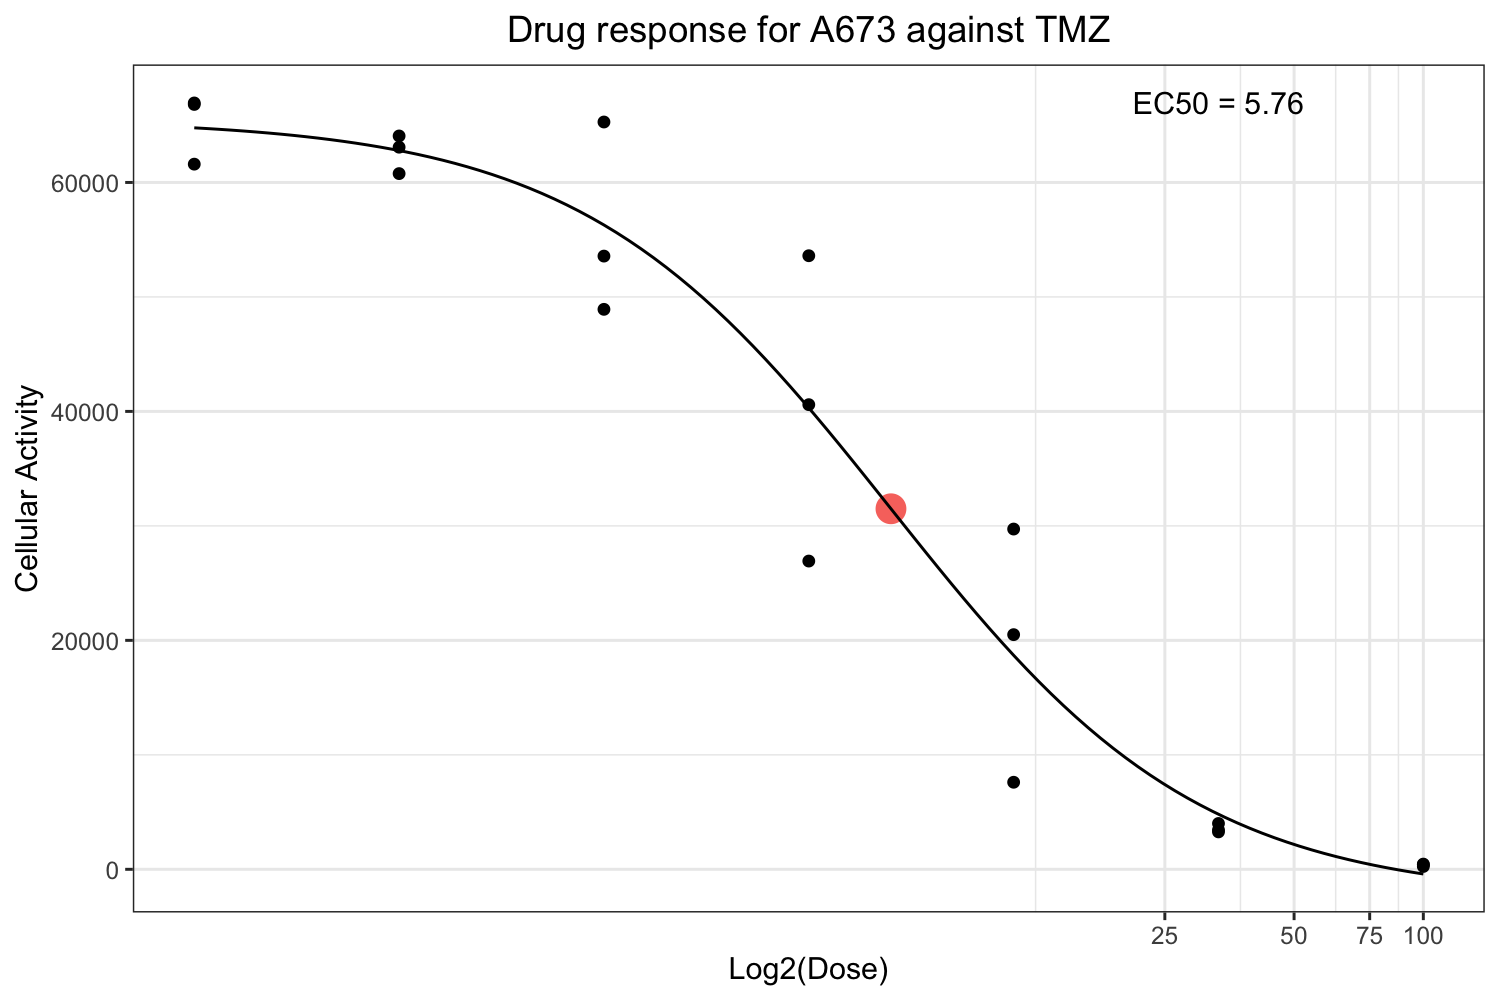 Drug response for A673 against TMZ
EC50 = 5.76
Cellular Activity
60000
40000
20000
0
25 50 75 100
Log2(Dose)